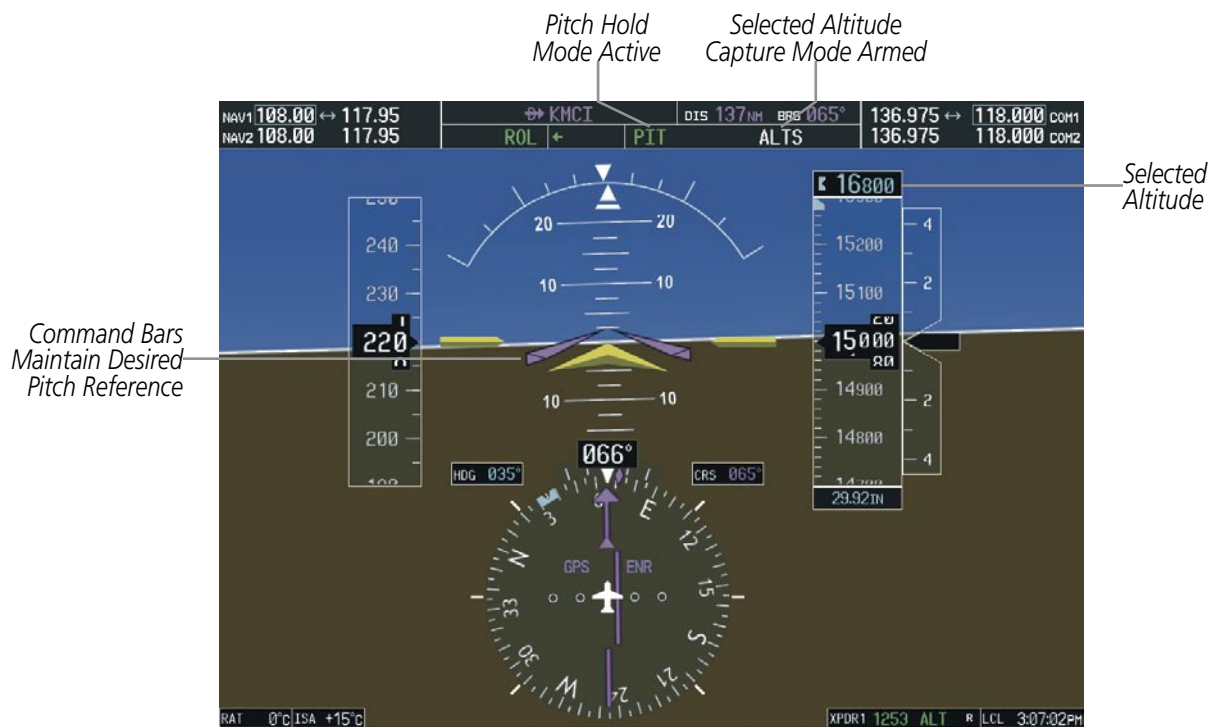 Pitch Hold
Mode Active
Selected Altitude
Capture Mode Armed
NAV1 108.00 ↔ 117.95
NAV2 108.00 117.95
KMCI
DIS 137NM BRG 065°
ROL ← PIT ALTS
136.975 ↔ 118.000 COM1
136.975 118.000 COM2
16800
Selected
Altitude
20 20
240
230
10 10
15200
15100
4
2
Command Bars
Maintain Desired
Pitch Reference
220
20
15000
80
210
200
10 10
14900
14800
2
4
066°
HDG 035°
CRS 065°
29.92IN
3 6 E
N 12
GPS ENR
33 15
30 S
W 24 21
RAT 0°C ISA +15°C
XPDR1 1253 ALT R LCL 3:07:02PM